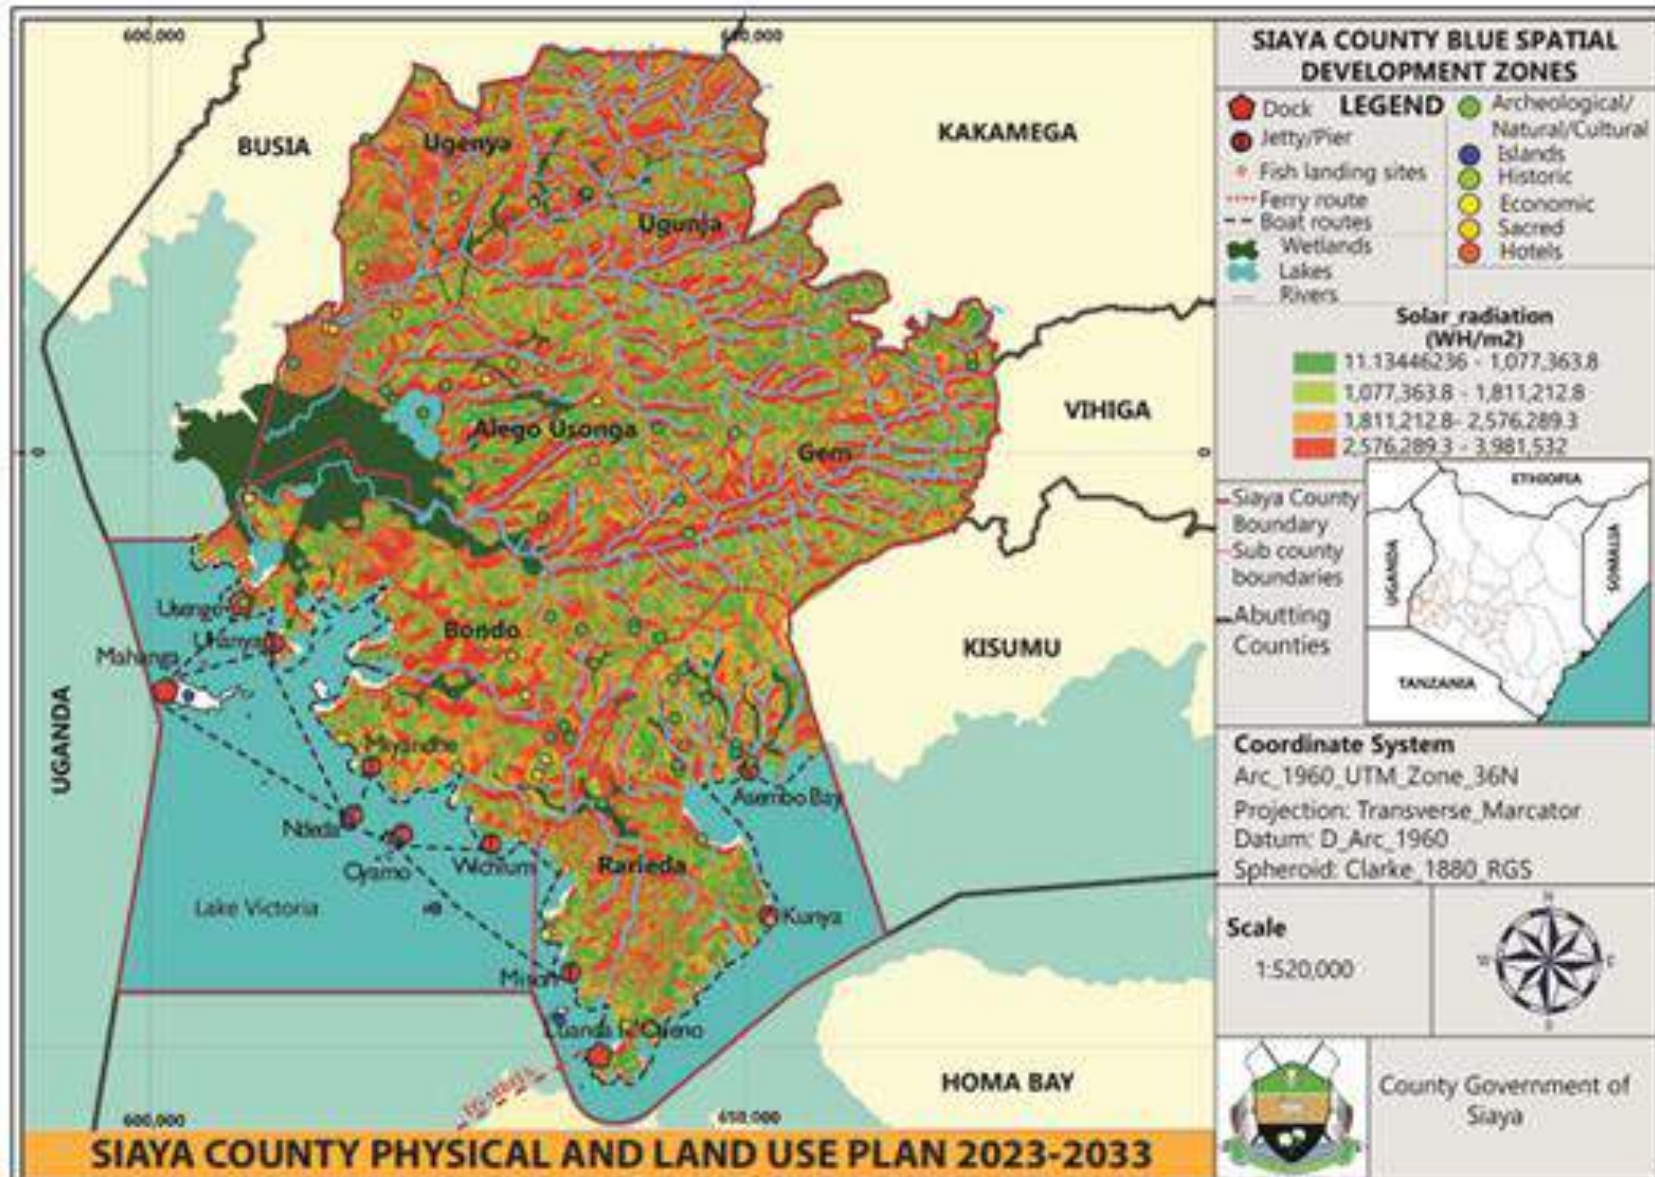 600,000
SIAYA COUNTY BLUE SPATIAL
DEVELOPMENT ZONES
LEGEND
Dock
Jetty/Pier
Fish landing sites
Ferry route
Boat routes
Wetlands
Lakes
Rivers
Archeological/
Natural/Cultural
Islands
Historic
Economic
Sacred
Hotels
Solar_radiation
(WH/m2)
11.13446236 - 1,077,363.8
1,077,363.8 - 1,811,212.8
1,811,212.8- 2,576,289.3
2,576,289.3 - 3,981,532
Siaya County
Boundary
Sub county
boundaries
Abutting
Counties
ETHIOPIA
UGANDA
SOMALIA
TANZANIA
Coordinate System
Arc_1960_UTM_Zone_36N
Projection: Transverse_Marcator
Datum: D_Arc_1960
Spheroid: Clarke_1880_RGS
Scale
1:520,000
N
W
E
S
County Government of
Siaya
BUSIA
KAKAMEGA
Ugenya
Ugunja
VIHIGA
Alego Usonga
Gem
0
0
Usenge
Uhanya
Bondo
KISUMU
Mahanga
UGANDA
Asembo Bay
Ndeda
Oyamo
Wichlum
Rarieda
Lake Victoria
Kunya
HOMA BAY
600,000
650,000
SIAYA COUNTY PHYSICAL AND LAND USE PLAN 2023-2033